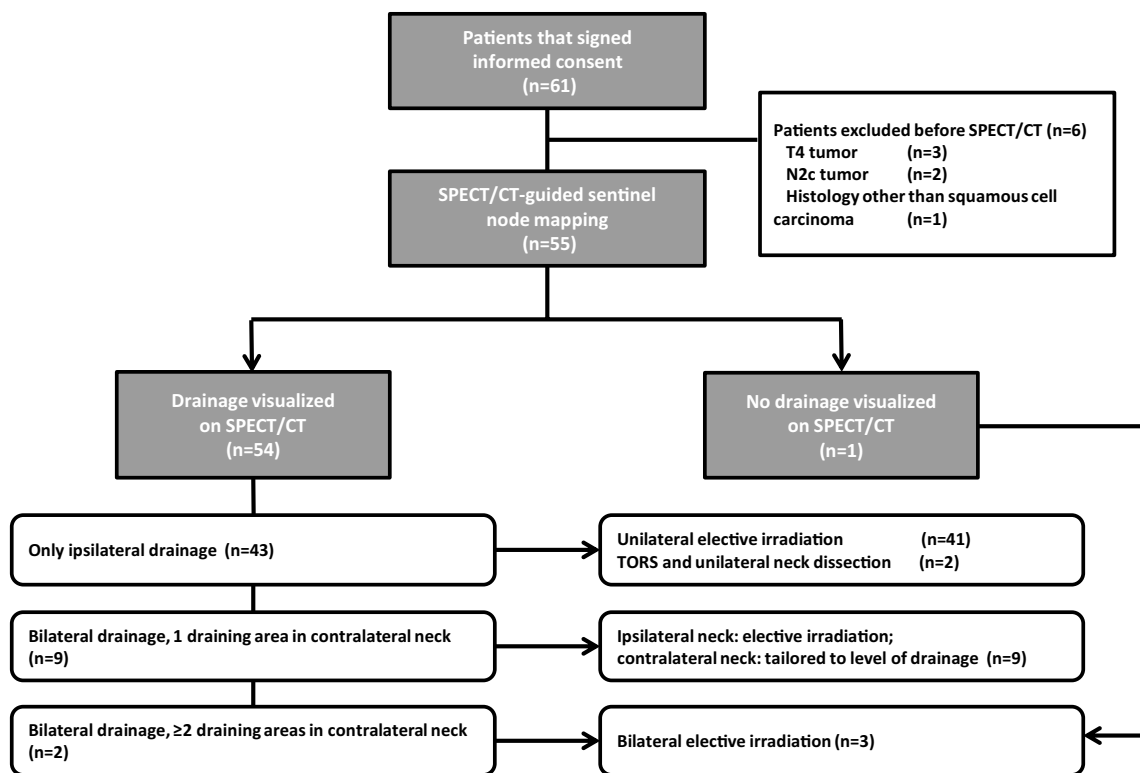 Patients that signed
informed consent
(n=61)
Patients excluded before SPECT/CT (n=6)
T4 tumor (n=3)
N2c tumor (n=2)
Histology other than squamous cell
carcinoma (n=1)
SPECT/CT-guided sentinel
node mapping
(n=55)
Drainage visualized
on SPECT/CT
(n=54)
No drainage visualized
on SPECT/CT
(n=1)
Only ipsilateral drainage (n=43)
Unilateral elective irradiation (n=41)
TORS and unilateral neck dissection (n=2)
Bilateral drainage, 1 draining area in contralateral neck
(n=9)
Ipsilateral neck: elective irradiation;
contralateral neck: tailored to level of drainage (n=9)
Bilateral drainage, ≥2 draining areas in contralateral neck
(n=2)
Bilateral elective irradiation (n=3)